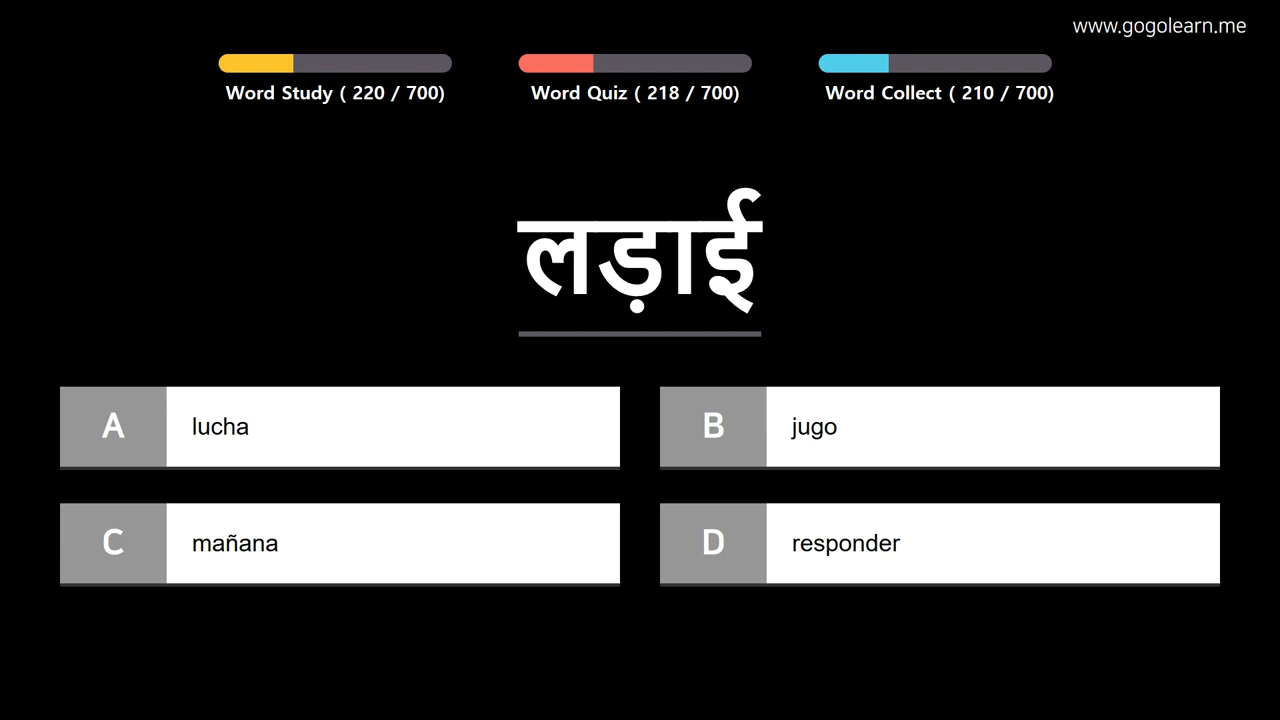 www.gogolearn.me
Word Study ( 220 / 700)
Word Quiz ( 218 / 700)
Word Collect ( 210 / 700)
लड़ाई
A lucha
B jugo
C mañana
D responder